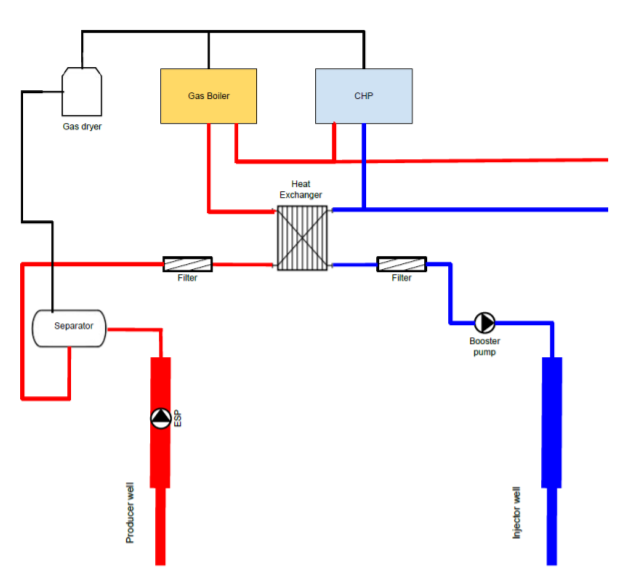 Gas Boiler
CHP
Gas dryer
Heat
Exchanger
Filter
Filter
Separator
Booster
pump
ESP
Producer well
Injector well